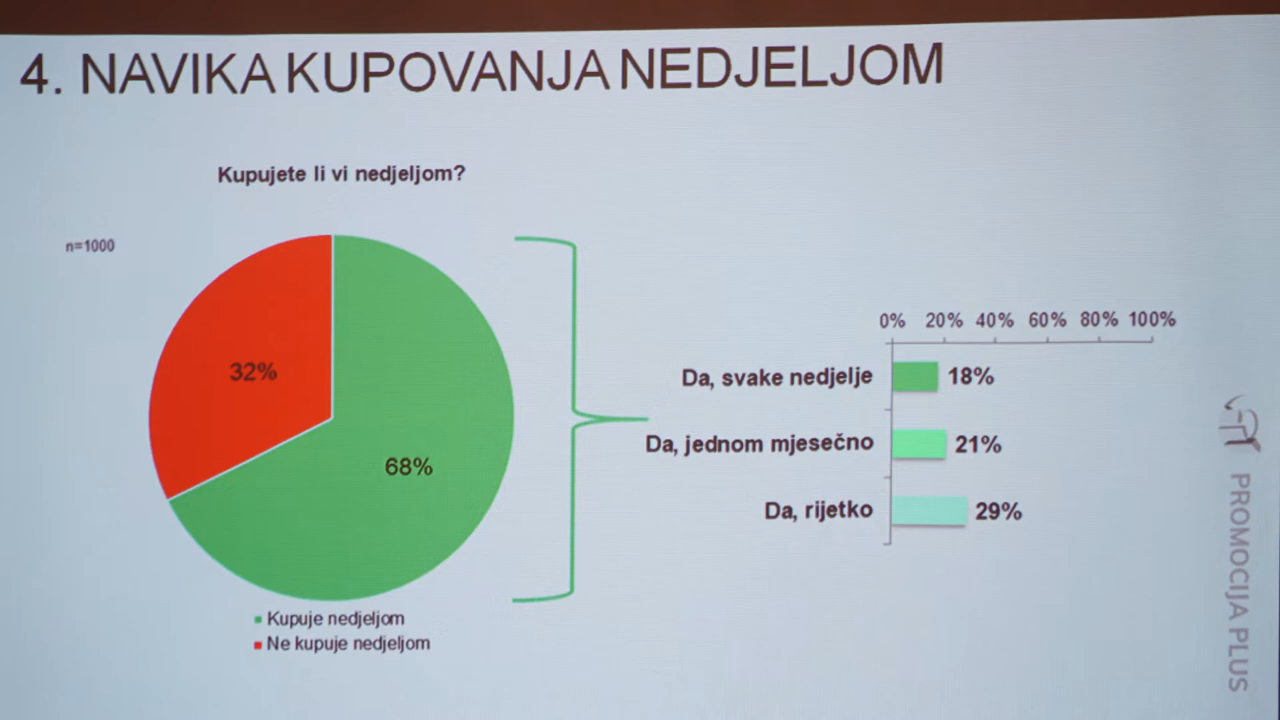 4. NAVIKA KUPOVANJA NEDJELJOM
Kupujete li vi nedjeljom?
n=1000
32%
68%
Kupuje nedjeljom
Ne kupuje nedjeljom
0% 20% 40% 60% 80% 100%
Da, svake nedjelje 18%
Da, jednom mjesečno 21%
Da, rijetko 29%
PROMOCIJA PLUS